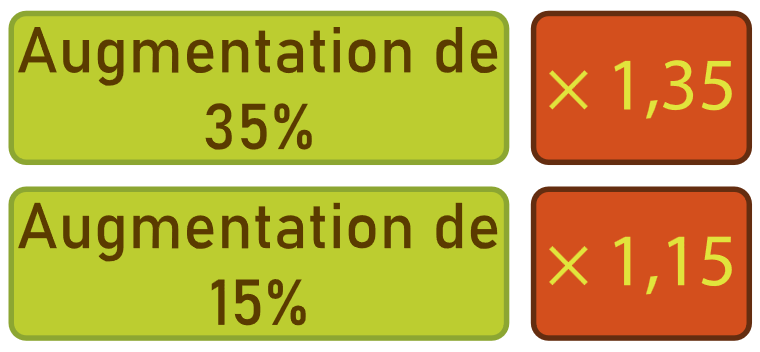 Augmentation de
35%
× 1,35
Augmentation de
15%
× 1,15